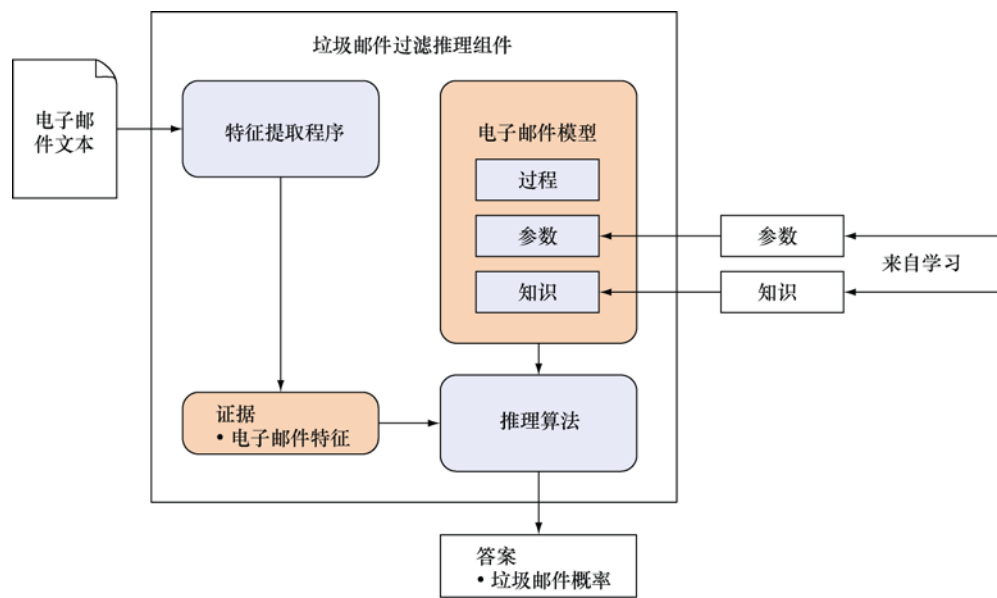 垃圾邮件过滤推理组件
电子邮
件文本
特征提取程序
电子邮件模型
过程
参数
知识
参数
知识
来自学习
证据
• 电子邮件特征
推理算法
答案
• 垃圾邮件概率